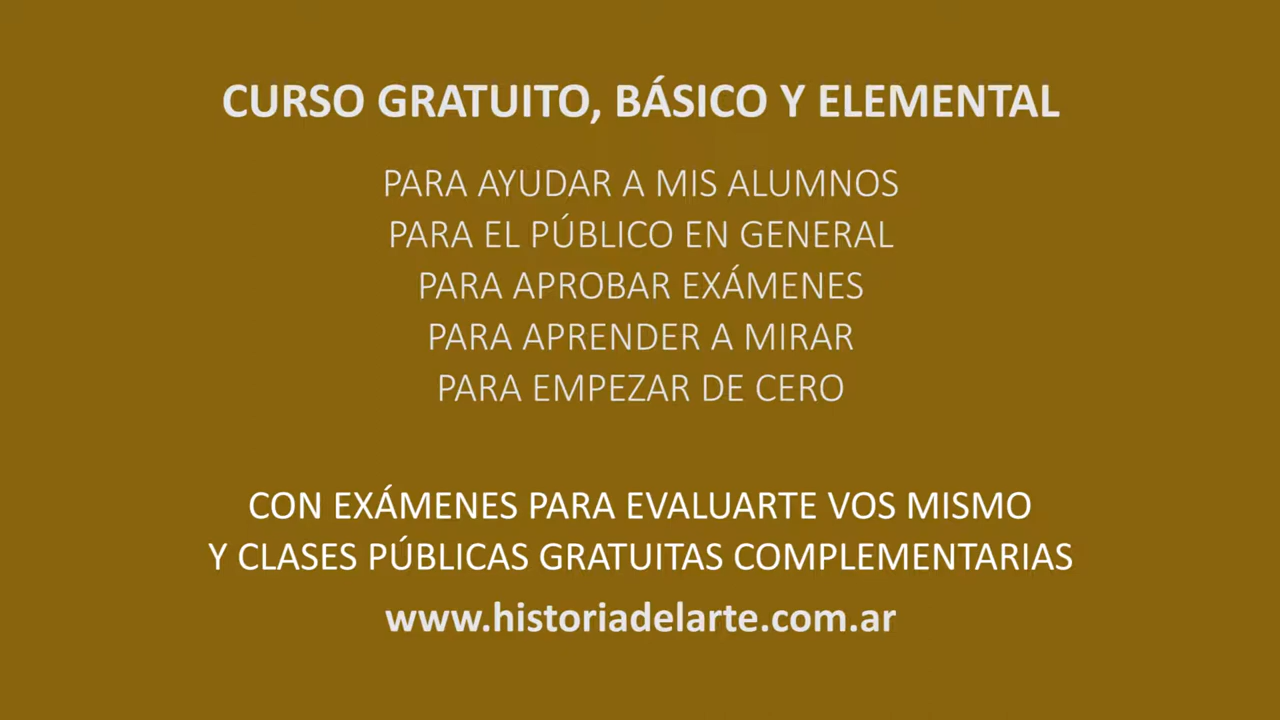 CURSO GRATUITO, BÁSICO Y ELEMENTAL
PARA AYUDAR A MIS ALUMNOS
PARA EL PÚBLICO EN GENERAL
PARA APROBAR EXÁMENES
PARA APRENDER A MIRAR
PARA EMPEZAR DE CERO
CON EXÁMENES PARA EVALUARTE VOS MISMO
Y CLASES PÚBLICAS GRATUITAS COMPLEMENTARIAS
www.historiadelarte.com.ar